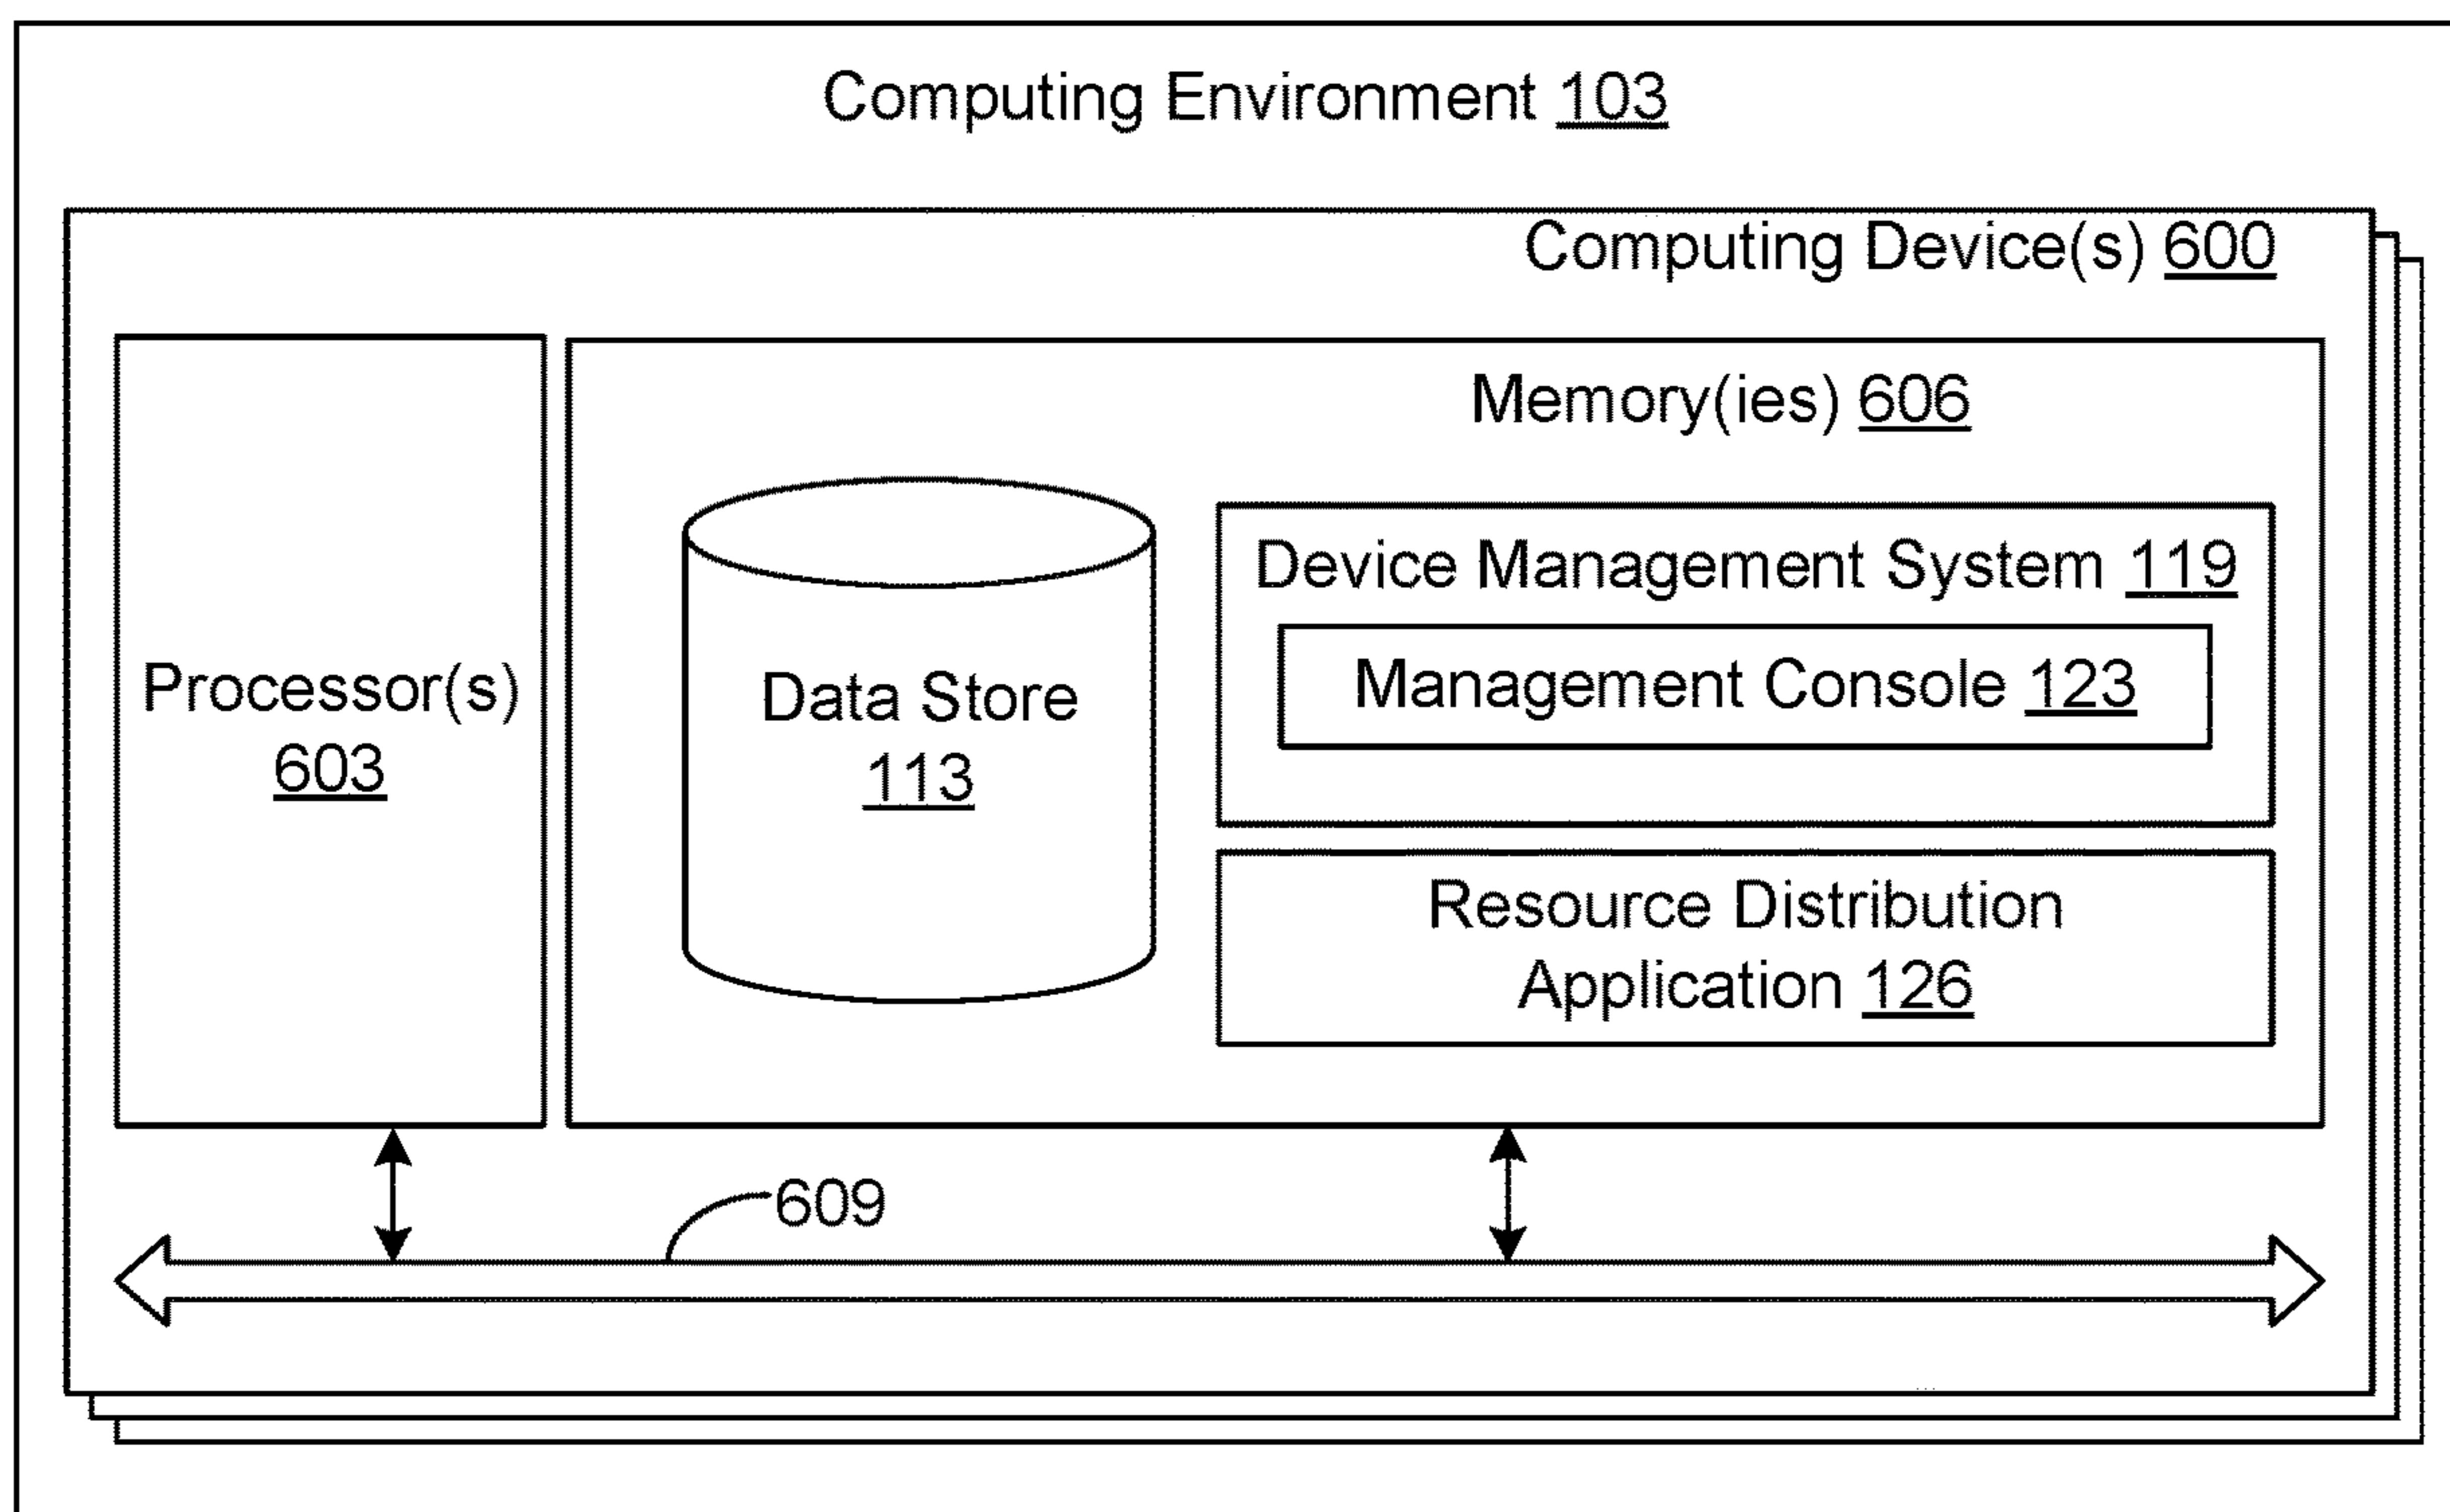 Computing Environment 103
Computing Device(s) 600
Memory(ies) 606
Processor(s)
603
Data Store
113
Device Management System 119
Management Console 123
Resource Distribution
Application 126
609